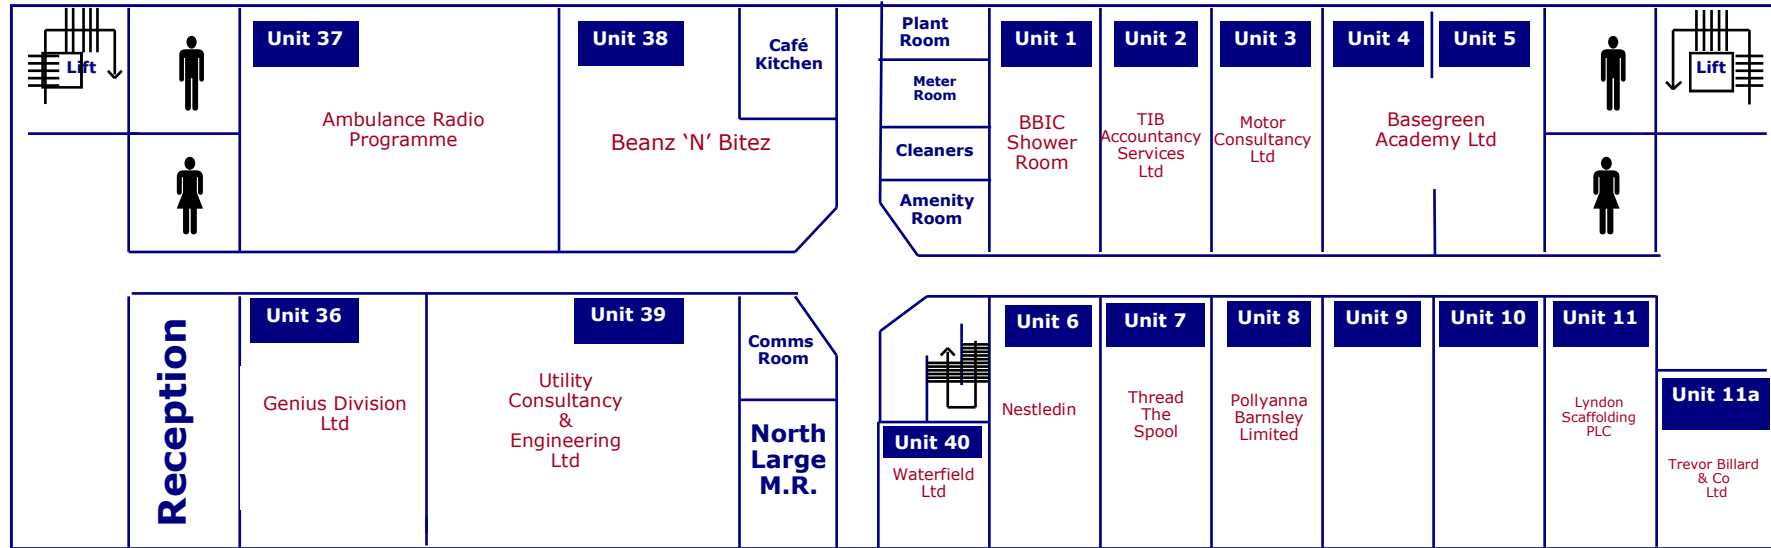 Lift
Unit 37
Ambulance Radio
Programme
Unit 38
Beanz ‘N’ Bitez
Café
Kitchen
Plant
Room
Meter
Room
Cleaners
Amenity
Room
Unit 1
BBIC
Shower
Room
Unit 2
TIB
Accountancy
Services
Ltd
Unit 3
Motor
Consultancy
Ltd
Unit 4
Unit 5
Basegreen
Academy Ltd
Lift
Reception
Unit 36
Genius Division
Ltd
Unit 39
Utility
Consultancy
&
Engineering
Ltd
Comms
Room
North
Large
M.R.
Unit 40
Waterfield
Ltd
Unit 6
Nestledin
Unit 7
Thread
The
Spool
Unit 8
Pollyanna
Barnsley
Limited
Unit 9
Unit 10
Unit 11
Lyndon
Scaffolding
PLC
Unit 11a
Trevor Billard
& Co
Ltd